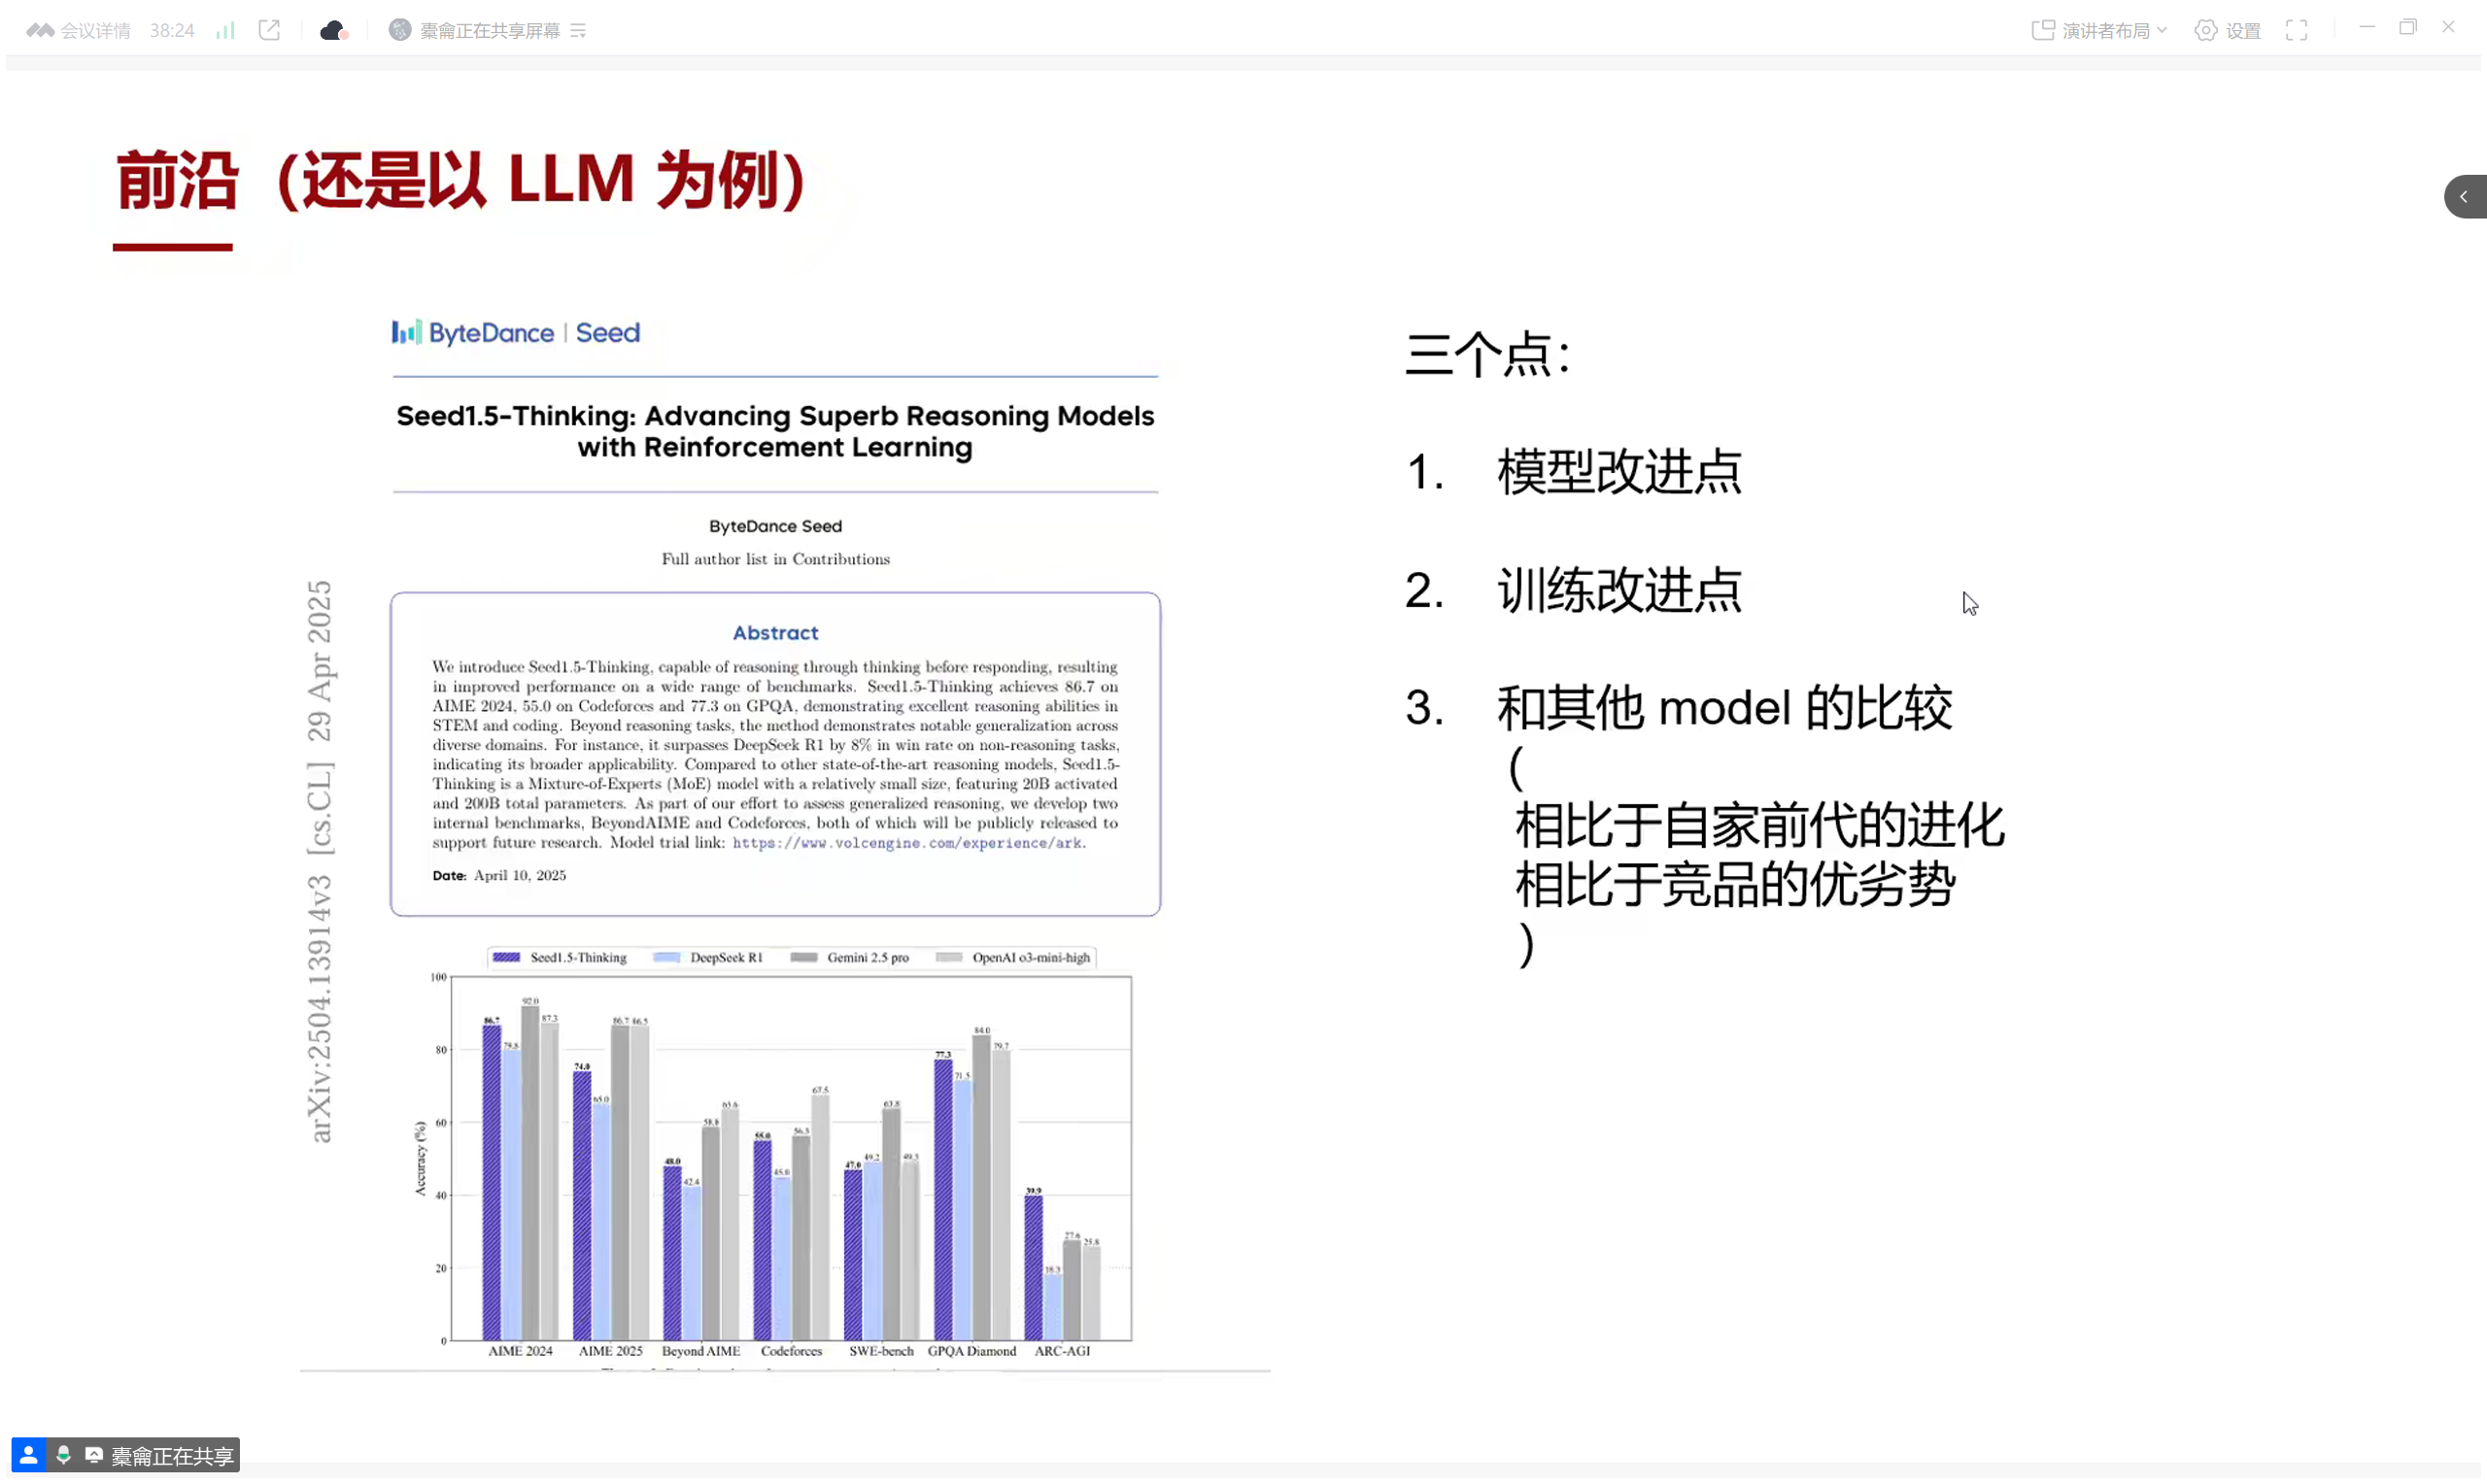 会议详情 38:24 橐龠正在共享屏幕 演讲者布局 设置
前沿（还是以 LLM 为例）
ByteDance | Seed
Seed1.5-Thinking: Advancing Superb Reasoning Models
with Reinforcement Learning
ByteDance Seed
Full author list in Contributions
arXiv:2504.13914v3 [cs.CL] 29 Apr 2025
Abstract
We introduce Seed1.5-Thinking, capable of reasoning through thinking before responding, resulting
in improved performance on a wide range of benchmarks. Seed1.5-Thinking achieves 86.7 on
AIME 2024, 55.0 on Codeforces and 77.3 on GPQA, demonstrating excellent reasoning abilities in
STEM and coding. Beyond reasoning tasks, the method demonstrates notable generalization across
diverse domains. For instance, it surpasses DeepSeek R1 by 8% in win rate on non-reasoning tasks,
indicating its broader applicability. Compared to other state-of-the-art reasoning models, Seed1.5-
Thinking is a Mixture-of-Experts (MoE) model with a relatively small size, featuring 20B activated
and 200B total parameters. As part of our effort to assess generalized reasoning, we develop two
internal benchmarks, BeyondAIME and Codeforces, both of which will be publicly released to
support future research. Model trial link: https://www.volcengine.com/experience/ark.
Date: April 10, 2025
Seed1.5-Thinking DeepSeek R1 Gemini 2.5 pro OpenAI o3-mini-high
Accuracy (%)
100
80
60
40
20
0
86.7 79.8 92.0 87.3
74.0 65.0 86.7 86.5
48.0 42.4 58.8 63.6
55.0 45.0 56.3 67.5
47.0 49.2 63.8 49.3
77.3 71.5 84.0 79.7
39.9 18.3 27.6 25.8
AIME 2024 AIME 2025 Beyond AIME Codeforces SWE-bench GPQA Diamond ARC-AGI
三个点：
1. 模型改进点
2. 训练改进点
3. 和其他 model 的比较
(
相比于自家前代的进化
相比于竞品的优劣势
)
橐龠正在共享